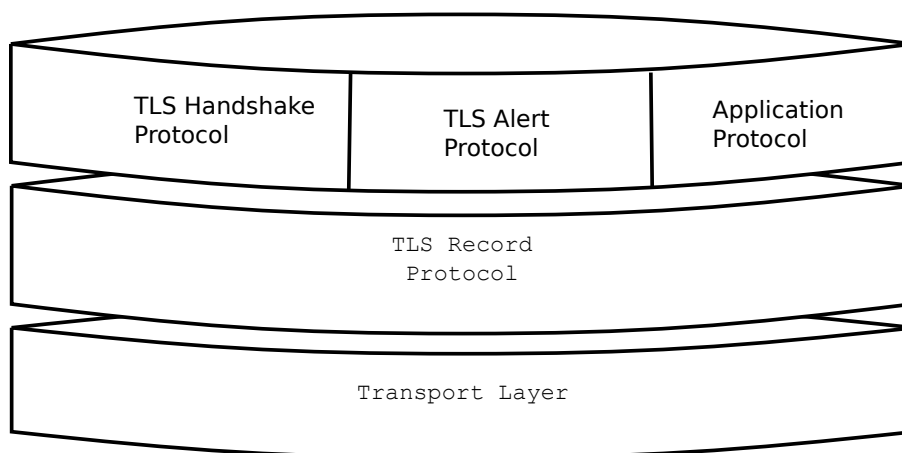 TLS Handshake
Protocol
TLS Alert
Protocol
Application
Protocol
TLS Record
Protocol
Transport Layer